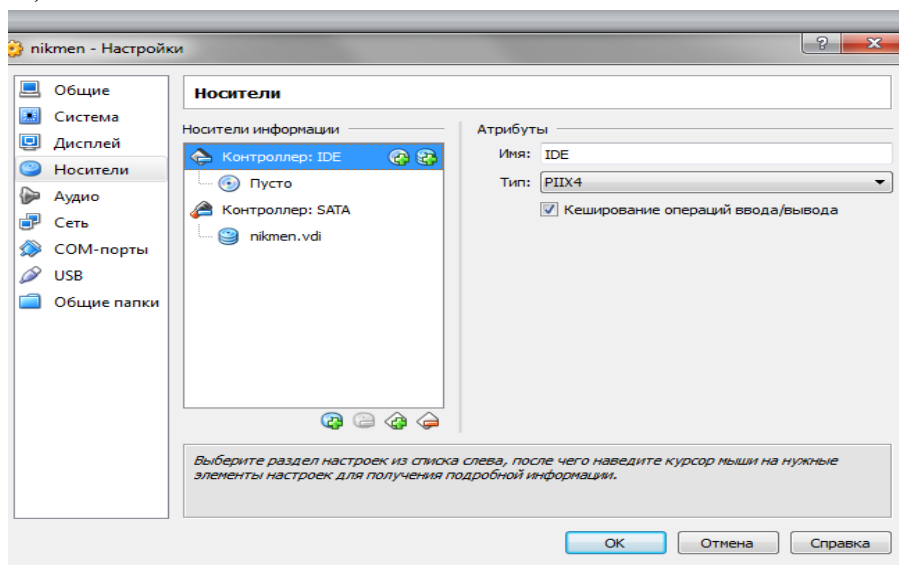 nikmen - Настройки
Общие
Система
Дисплей
Носители
Аудио
Сеть
COM-порты
USB
Общие папки
Носители
Носители информации
Контроллер: IDE
Пусто
Контроллер: SATA
nikmen.vdi
Атрибуты
Имя: IDE
Тип: PIIX4
Кеширование операций ввода/вывода
Выберите раздел настроек из списка слева, после чего наведите курсор мыши на нужные
элементы настроек для получения подробной информации.
OK Отмена Справка